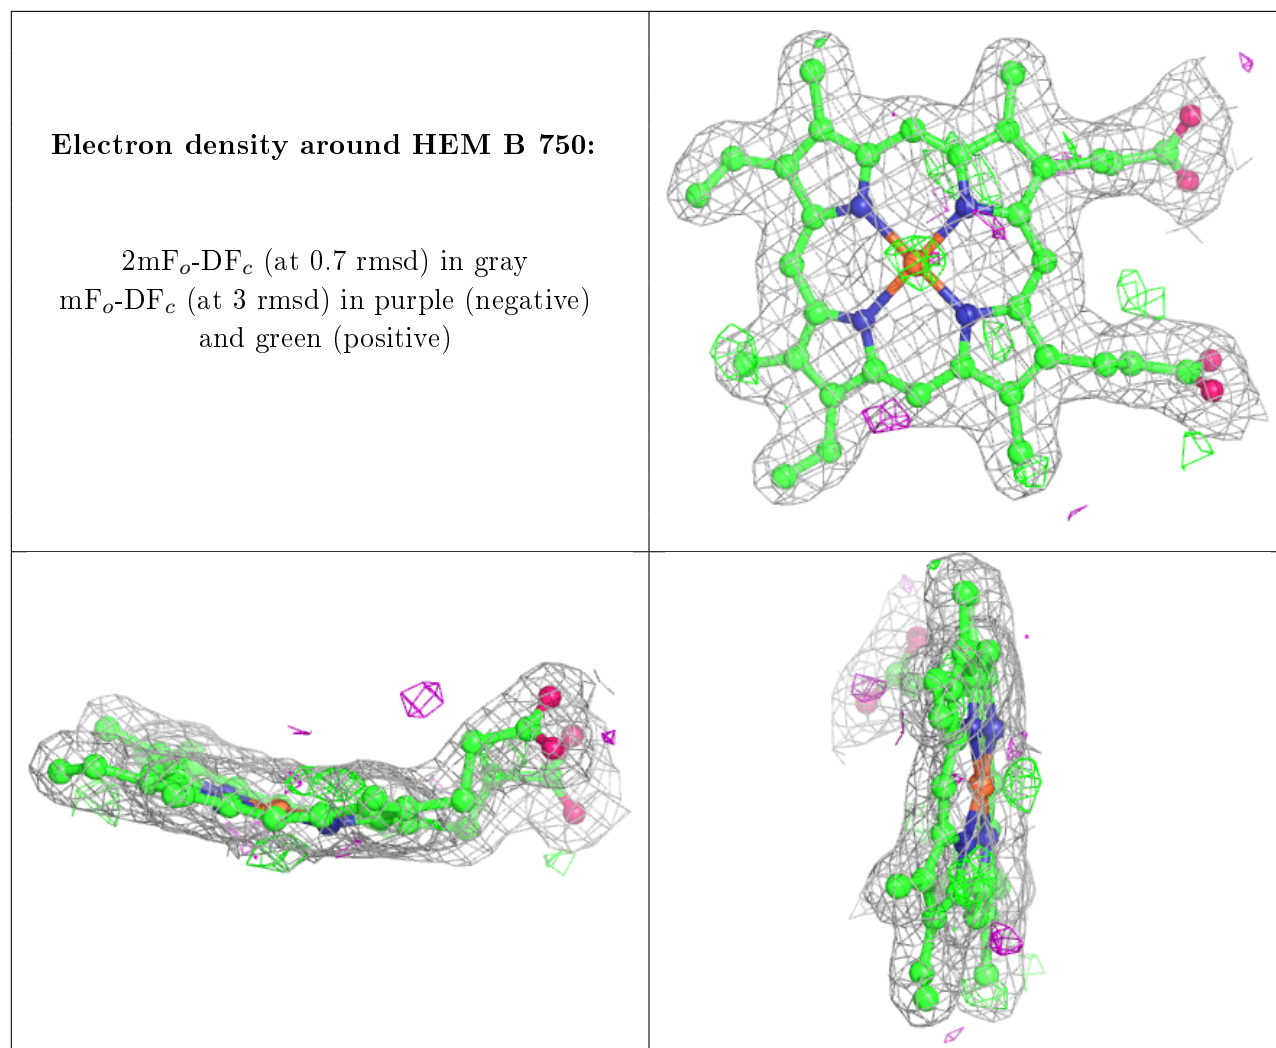 Electron density around HEM B 750:
2mFo-DFc (at 0.7 rmsd) in gray
mFo-DFc (at 3 rmsd) in purple (negative)
and green (positive)